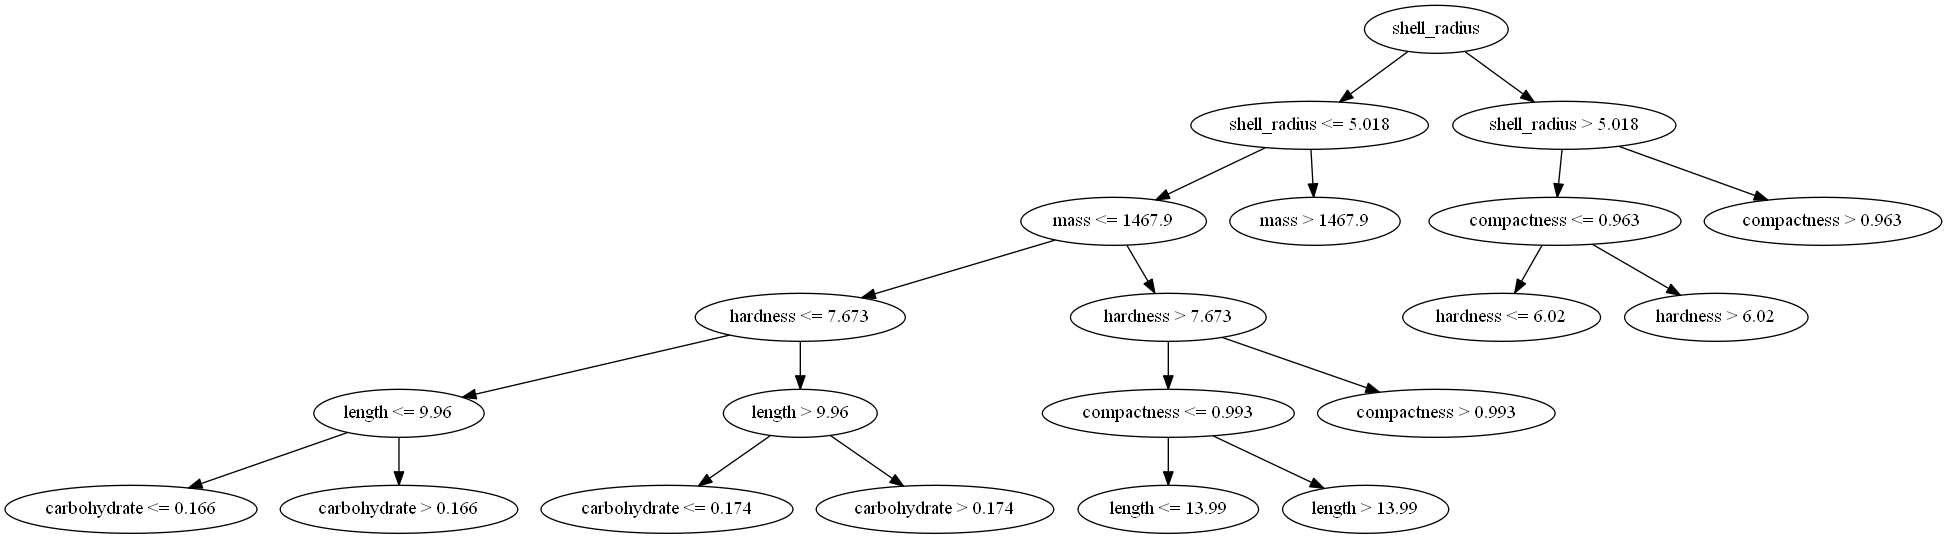 shell_radius
shell_radius <= 5.018
shell_radius > 5.018
mass <= 1467.9
mass > 1467.9
compactness <= 0.963
compactness > 0.963
hardness <= 7.673
hardness > 7.673
hardness <= 6.02
hardness > 6.02
length <= 9.96
length > 9.96
compactness <= 0.993
compactness > 0.993
carbohydrate <= 0.166
carbohydrate > 0.166
carbohydrate <= 0.174
carbohydrate > 0.174
length <= 13.99
length > 13.99